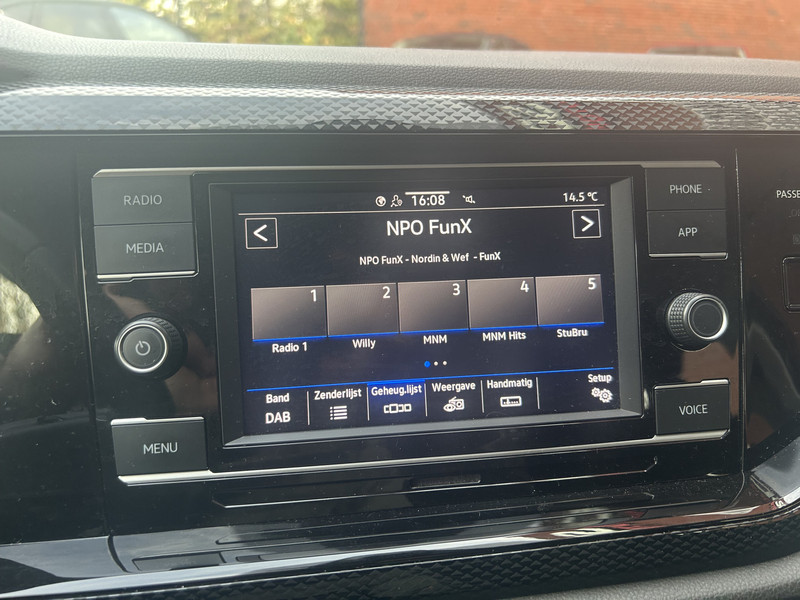 RADIO
MEDIA
MENU
16:08
14.5 °C
NPO FunX
NPO FunX - Nordin & Wef - FunX
1 2 3 4 5
Radio 1 Willy MNM MNM Hits StuBru
Band Zenderlijst Geheug.lijst Weergave Handmatig Setup
DAB
PHONE
APP
VOICE
PASSE